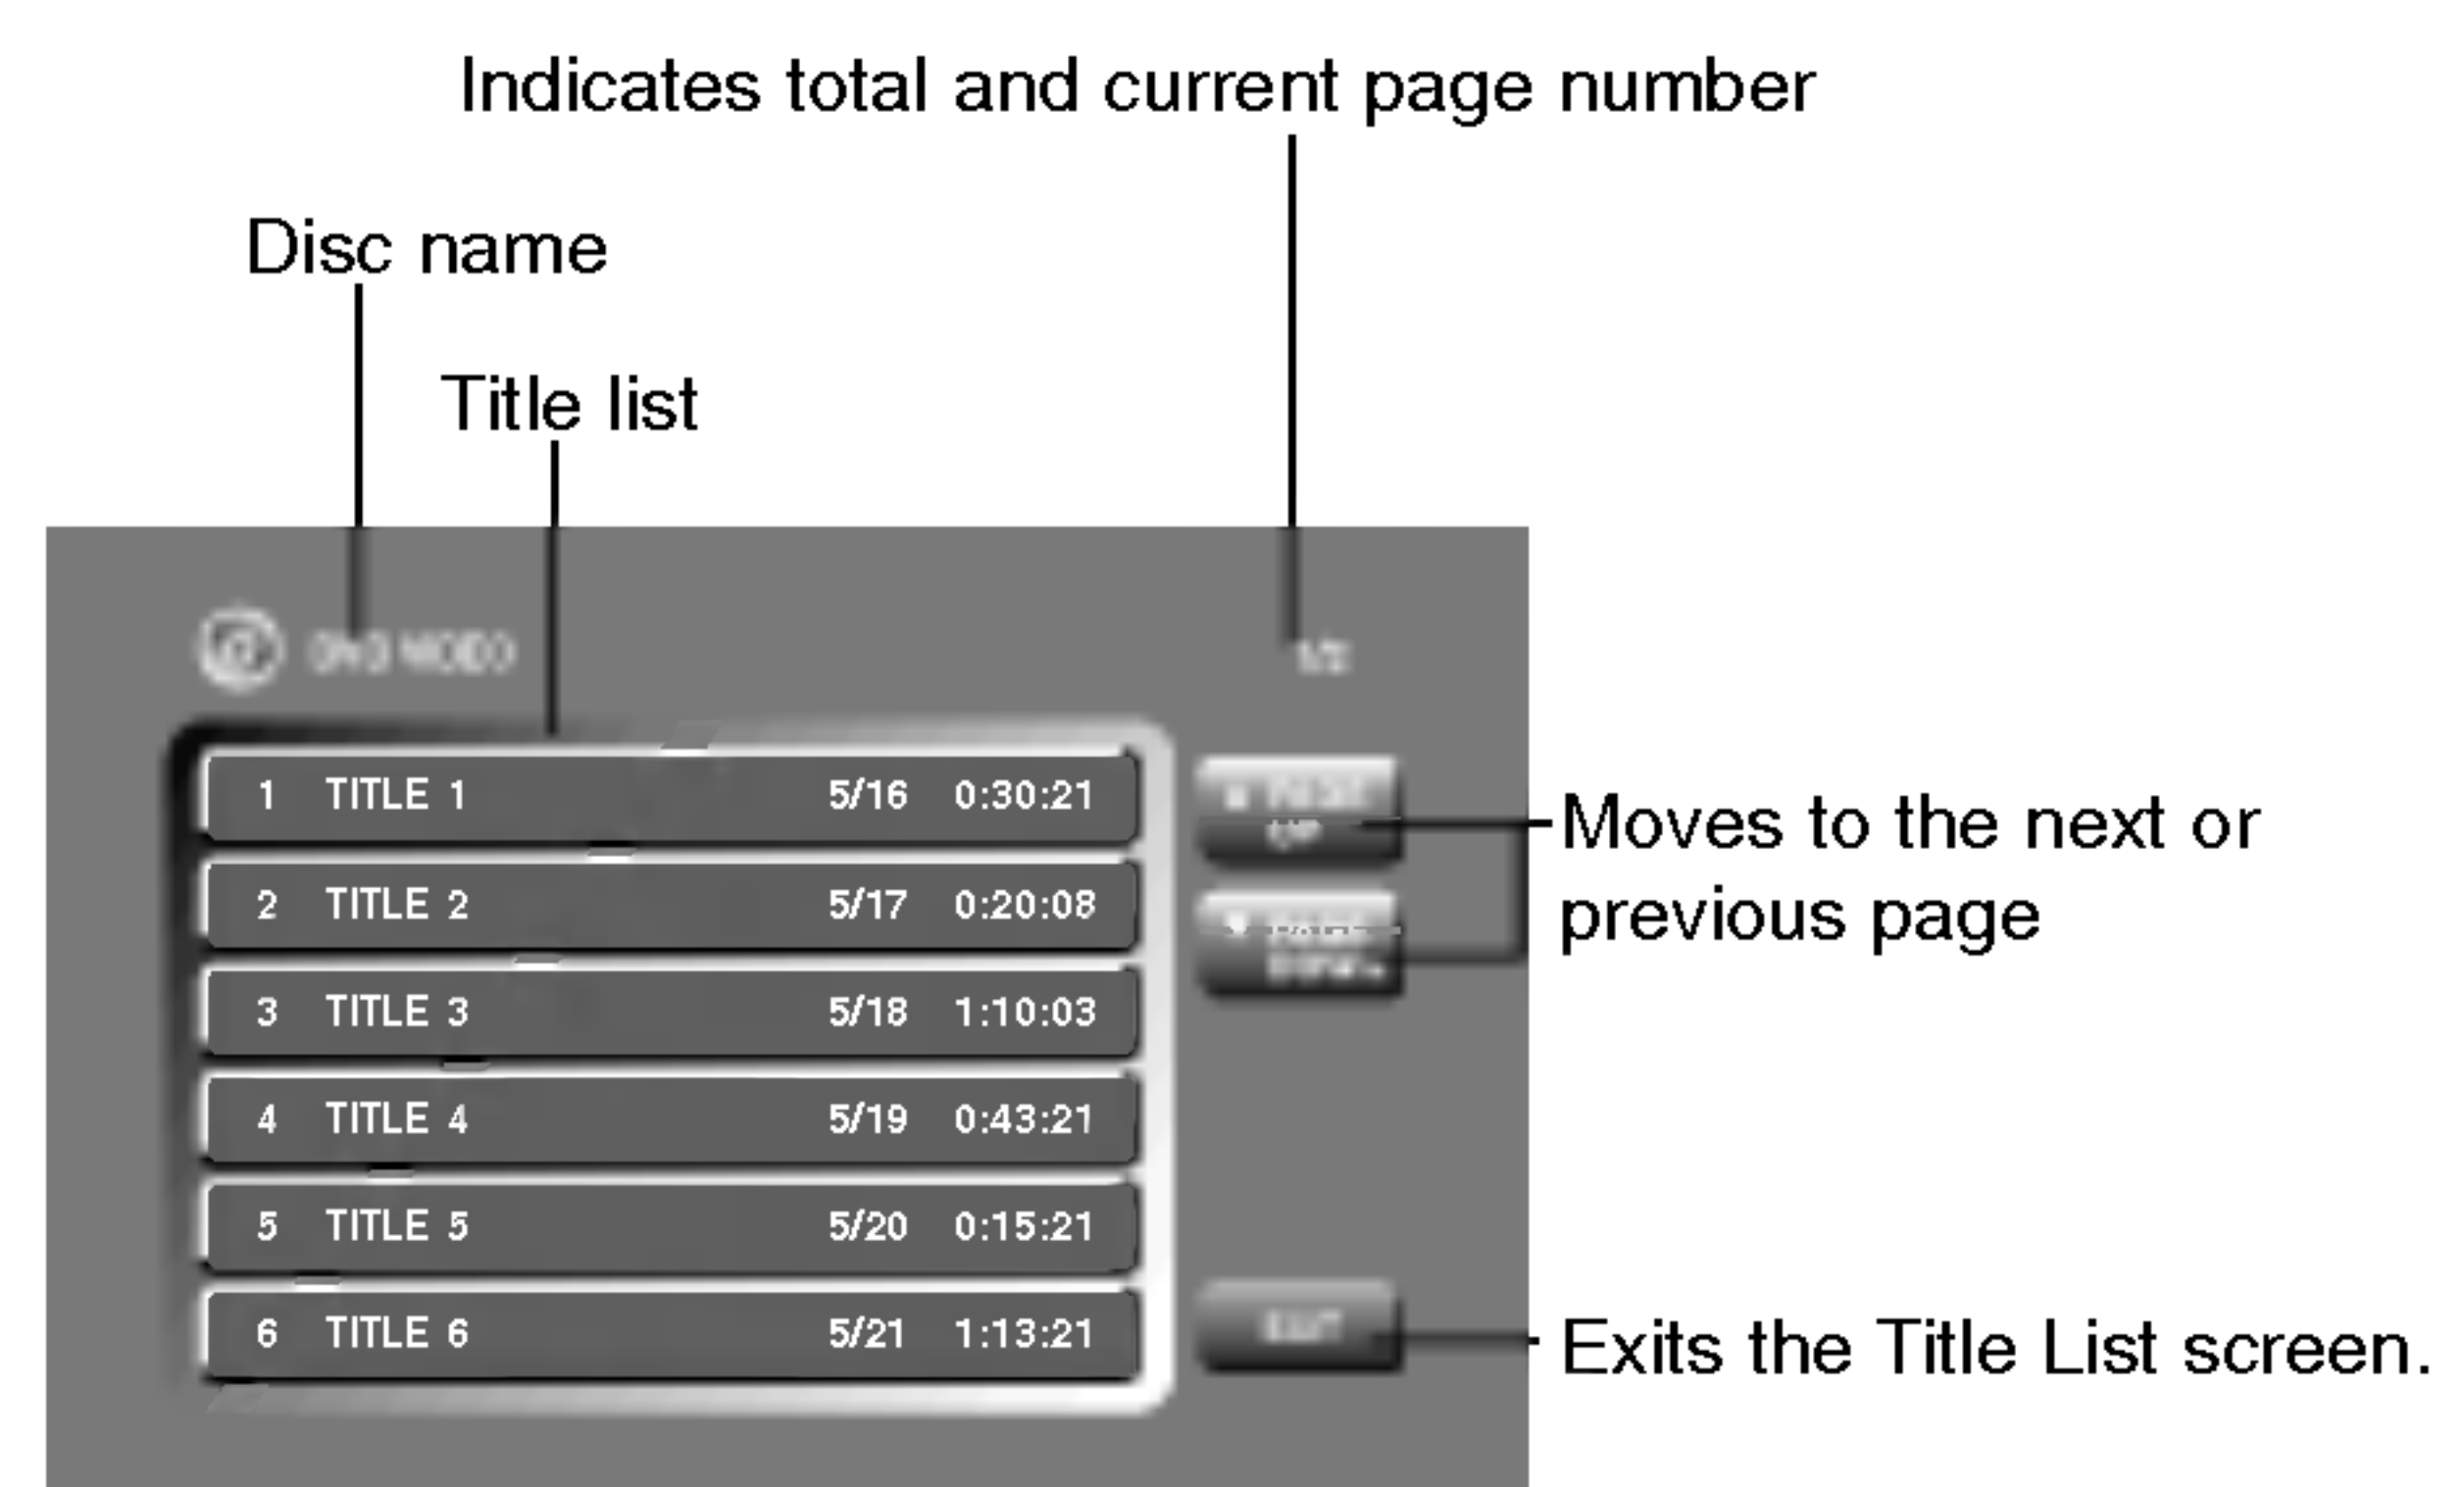 Indicates total and current page number
Disc name
Title list
1 TITLE 1 5/16 0:30:21
2 TITLE 2 5/17 0:20:08
3 TITLE 3 5/18 1:10:03
4 TITLE 4 5/19 0:43:21
5 TITLE 5 5/20 0:15:21
6 TITLE 6 5/21 1:13:21
Moves to the next or
previous page
EXIT
Exits the Title List screen.